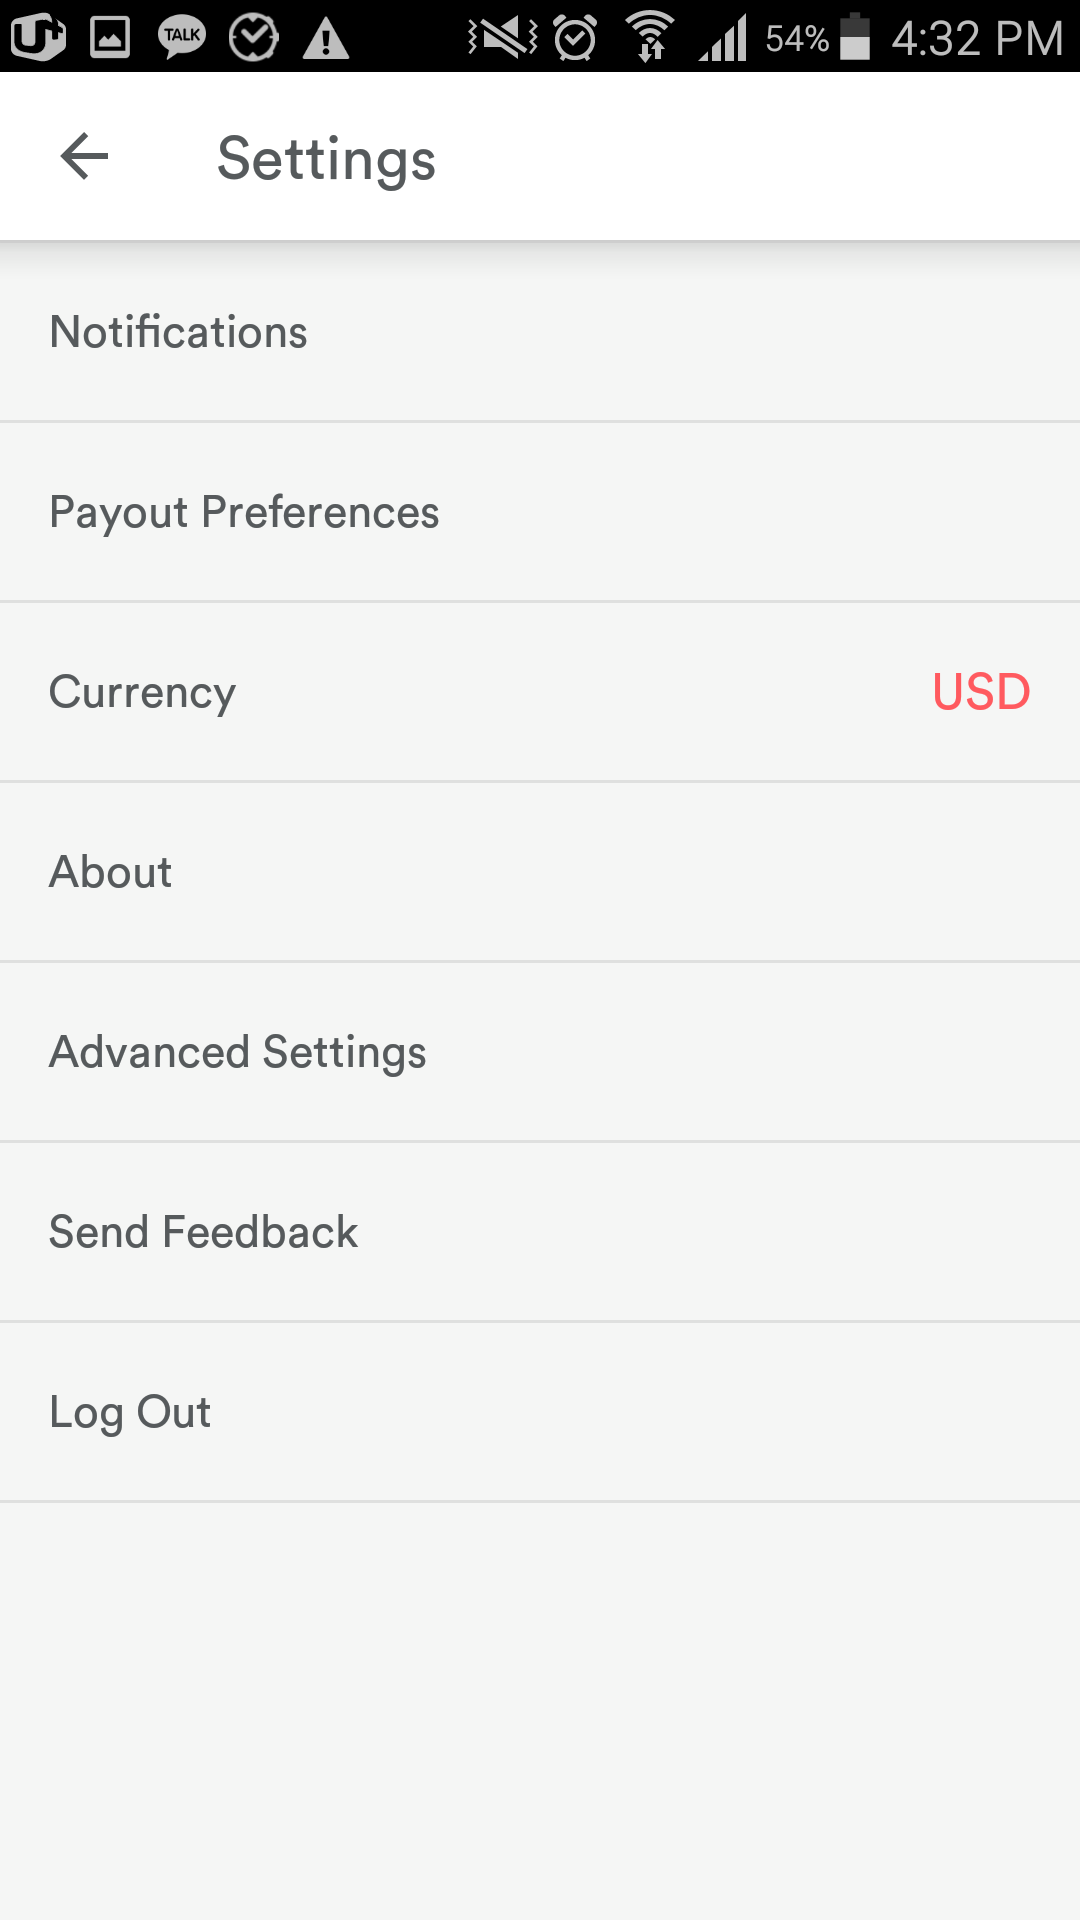 U+ TALK 54% 4:32 PM
Settings
Notifications
Payout Preferences
Currency USD
About
Advanced Settings
Send Feedback
Log Out